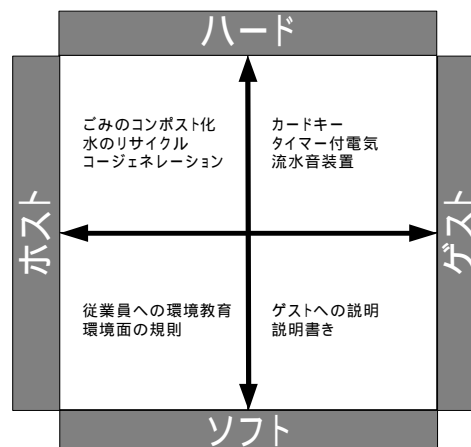 ハード
ホスト
ごみのコンポスト化
水のリサイクル
コージェネレーション
カードキー
タイマー付電気
流水音装置
ゲスト
従業員への環境教育
環境面の規則
ゲストへの説明
説明書き
ソフト